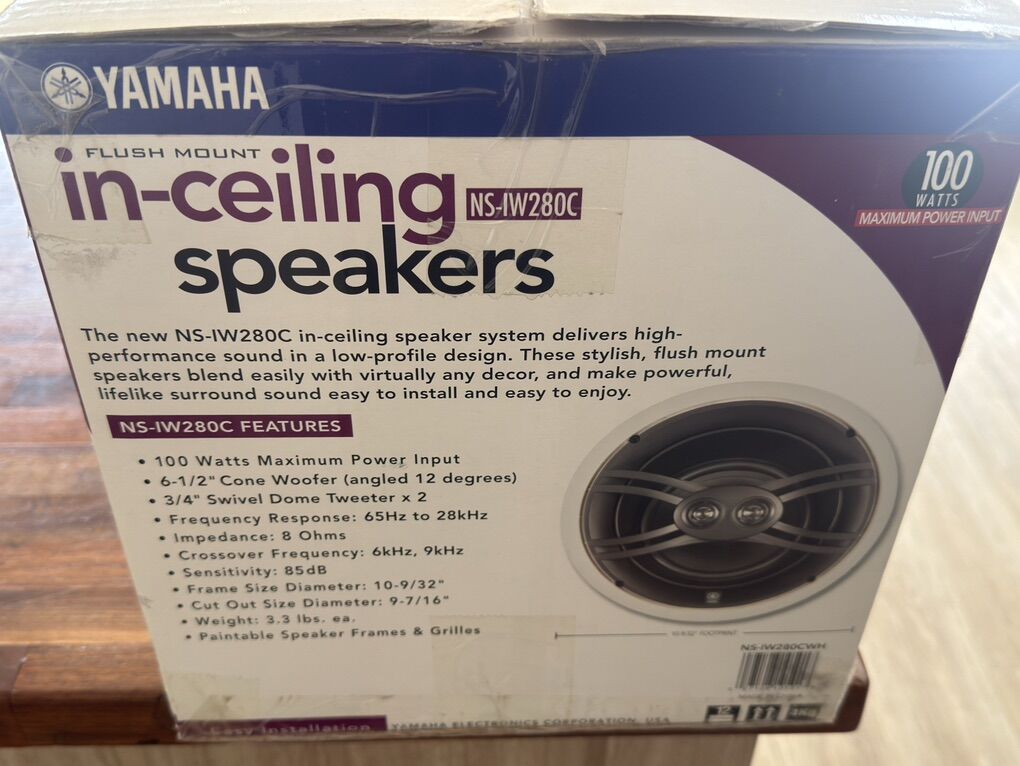 YAMAHA
FLUSH MOUNT
in-ceiling NS-IW280C
speakers
100
WATTS
MAXIMUM POWER INPUT
The new NS-IW280C in-ceiling speaker system delivers high-
performance sound in a low-profile design. These stylish, flush mount
speakers blend easily with virtually any decor, and make powerful,
lifelike surround sound easy to install and easy to enjoy.
NS-IW280C FEATURES
• 100 Watts Maximum Power Input
• 6-1/2" Cone Woofer (angled 12 degrees)
• 3/4" Swivel Dome Tweeter x 2
• Frequency Response: 65Hz to 28kHz
• Impedance: 8 Ohms
• Crossover Frequency: 6kHz, 9kHz
• Sensitivity: 85dB
• Frame Size Diameter: 10-9/32"
• Cut Out Size Diameter: 9-7/16"
• Weight: 3.3 lbs. ea.
• Paintable Speaker Frames & Grilles
10-9/32" FOOTPRINT
NS-IW280CWH
Easy Installation
YAMAHA ELECTRONICS CORPORATION, USA